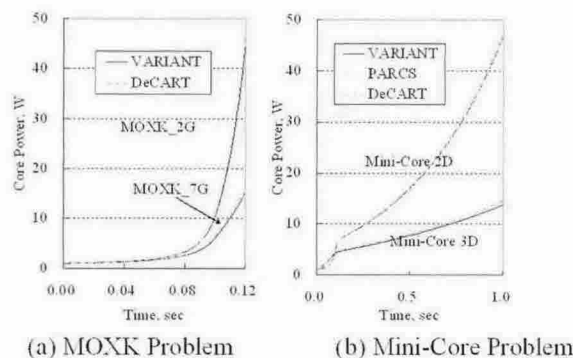 Core Power, W
50
40
30
20
10
0
VARIANT
DeCART
MOXK_2G
MOXK_7G
0.00 0.04 0.08 0.12
Time, sec
(a) MOXK Problem
Core Power, W
50
40
30
20
10
0
VARIANT
PARCS
DeCART
Mini-Core 2D
Mini-Core 3D
0.0 0.5 1.0
Time, sec
(b) Mini-Core Problem